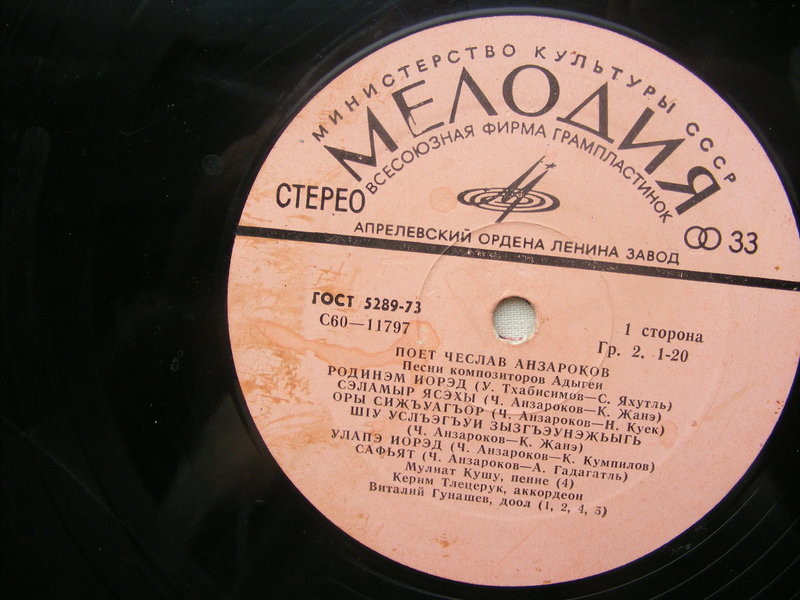 МИНИСТЕРСТВО КУЛЬТУРЫ СССР
МЕЛОДИЯ
ВСЕСОЮЗНАЯ ФИРМА ГРАМПЛАСТИНОК
СТЕРЕО
33
АПРЕЛЕВСКИЙ ОРДЕНА ЛЕНИНА ЗАВОД
ГОСТ 5289-73
С60—11797
1 сторона
Гр. 2. 1-20
ПОЕТ ЧЕСЛАВ АНЗАРОКОВ
Песни композиторов Адыгеи
РОДИНЭМ ИОРЭД (У. Тхабисимов—С. Яхутль)
СЭЛАМЫР ЯСЭХЫ (Ч. Анзароков—К. Жанэ)
ОРЫ СИЖЪУАГЪОР (Ч. Анзароков—Н. Куек)
ШIУ УСЛЪЭГЪУИ ЗЫЗГЪЭУНЭЖЬЫГЬ
(Ч. Анзароков—К. Жанэ)
УЛАПЭ ИОРЭД (Ч. Анзароков—К. Кумпилов)
САФЬЯТ (Ч. Анзароков—А. Гадагатль)
Мулиат Кушу, пение (4)
Керим Тлецерук, аккордеон
Виталий Гунашев, доол (1, 2, 4, 5)